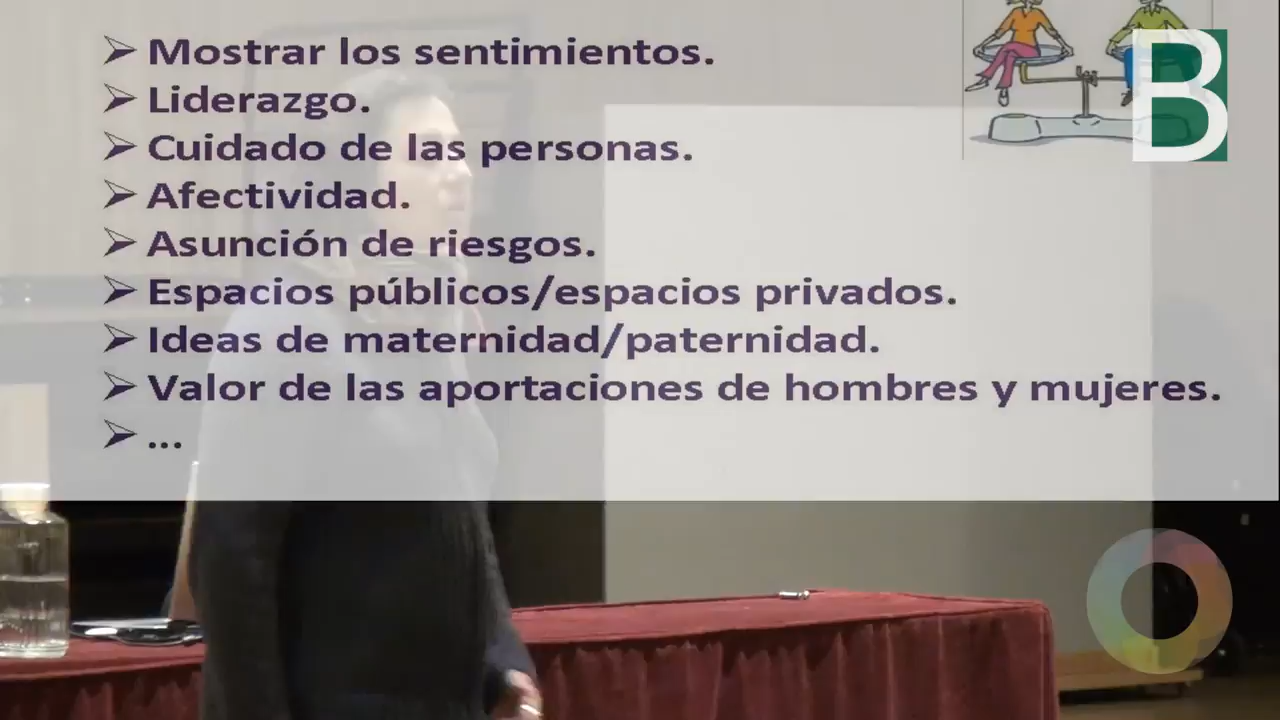 Mostrar los sentimientos.
Liderazgo.
Cuidado de las personas.
Afectividad.
Asunción de riesgos.
Espacios públicos/espacios privados.
Ideas de maternidad/paternidad.
Valor de las aportaciones de hombres y mujeres.
...
B